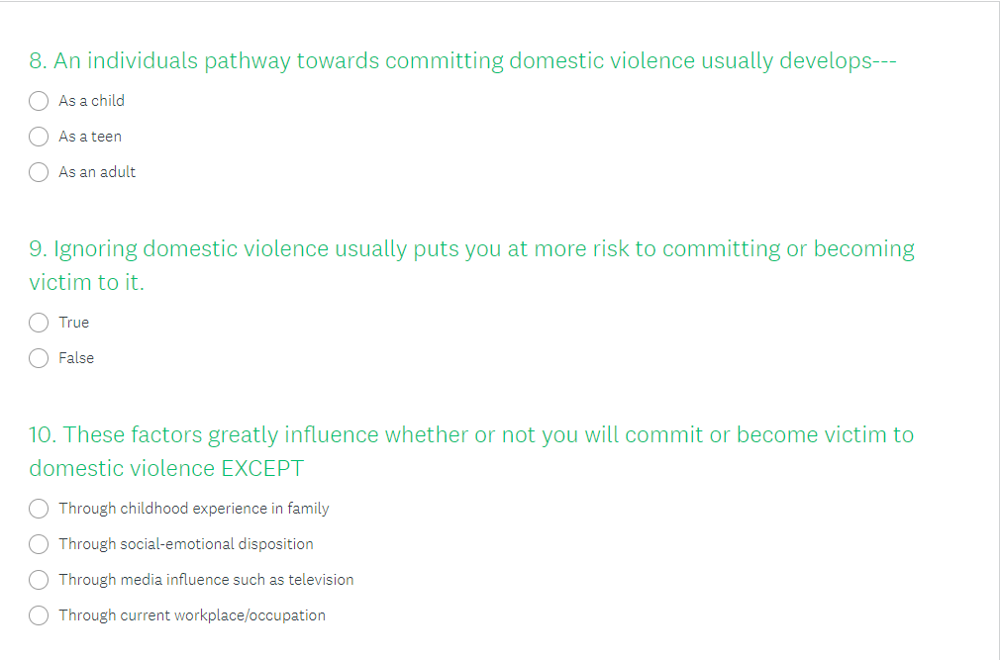 8. An individuals pathway towards committing domestic violence usually develops---
As a child
As a teen
As an adult
9. Ignoring domestic violence usually puts you at more risk to committing or becoming
victim to it.
True
False
10. These factors greatly influence whether or not you will commit or become victim to
domestic violence EXCEPT
Through childhood experience in family
Through social-emotional disposition
Through media influence such as television
Through current workplace/occupation